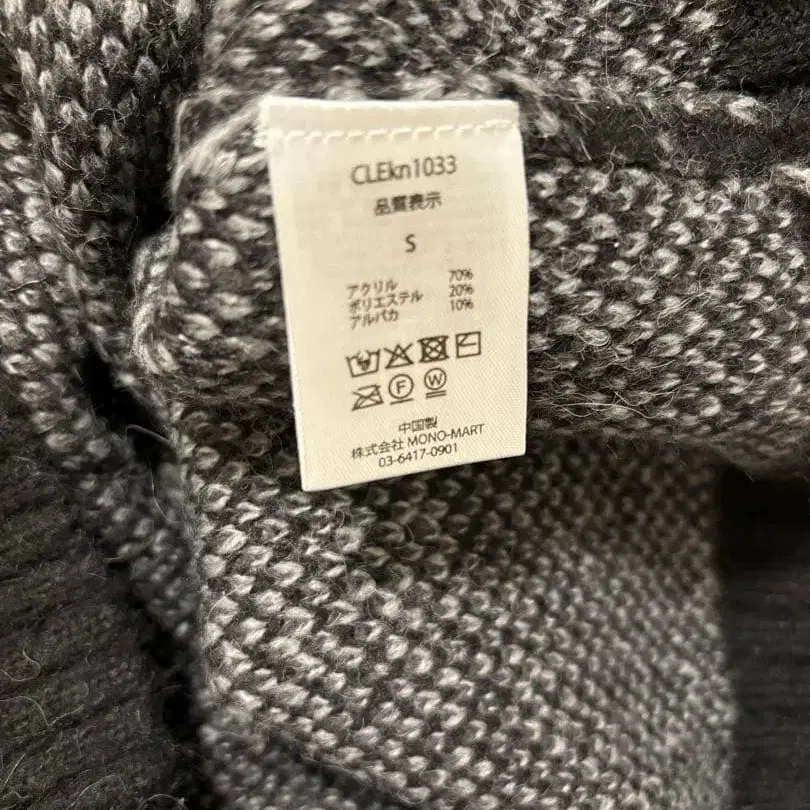 CLEkn1033
品質表示
S
アクリル 70%
ポリエステル 20%
アルパカ 10%
F W
中国製
株式会社 MONO-MART
03-6417-0901